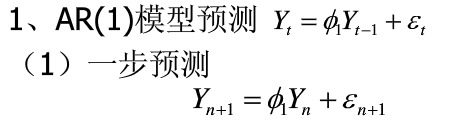 1、AR(1)模型预测 Yₜ = ϕ₁Yₜ₋₁ + εₜ
（1）一步预测
Yₙ₊₁ = ϕ₁Yₙ + εₙ₊₁